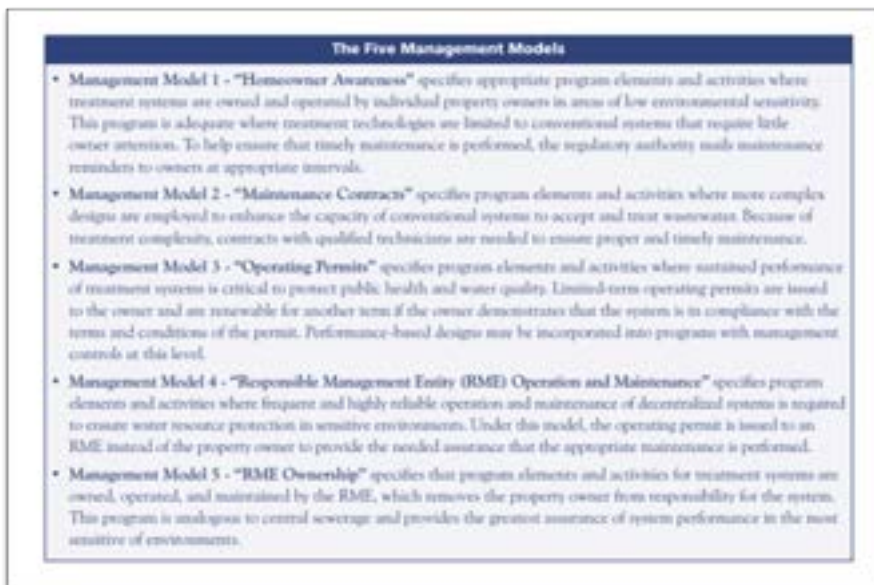 The Five Management Models
• Management Model 1 - "Homeowner Awareness" specifies appropriate program elements and activities where
treatment systems are owned and operated by individual property owners in areas of low environmental sensitivity.
This program is adequate where treatment technologies are limited to conventional systems that require little
owner attention. To help ensure that timely maintenance is performed, the regulatory authority mails maintenance
reminders to owners at appropriate intervals.
• Management Model 2 - "Maintenance Contracts" specifies program elements and activities where more complex
designs are employed to enhance the capacity of conventional systems to accept and treat wastewater. Because of
treatment complexity, contracts with qualified technicians are needed to ensure proper and timely maintenance.
• Management Model 3 - "Operating Permits" specifies program elements and activities where sustained performance
of treatment systems is critical to protect public health and water quality. Limited-term operating permits are issued
to the owner and are renewable for another term if the owner demonstrates that the system is in compliance with the
terms and conditions of the permit. Performance-based designs may be incorporated into programs with management
controls at this level.
• Management Model 4 - "Responsible Management Entity (RME) Operation and Maintenance" specifies program
elements and activities where frequent and highly reliable operation and maintenance of decentralized systems is required
to ensure water resource protection in sensitive environments. Under this model, the operating permit is issued to an
RME instead of the property owner to provide the needed assurance that the appropriate maintenance is performed.
• Management Model 5 - "RME Ownership" specifies that program elements and activities for treatment systems are
owned, operated, and maintained by the RME, which removes the property owner from responsibility for the system.
This program is analogous to central sewerage and provides the greatest assurance of system performance in the most
sensitive of environments.